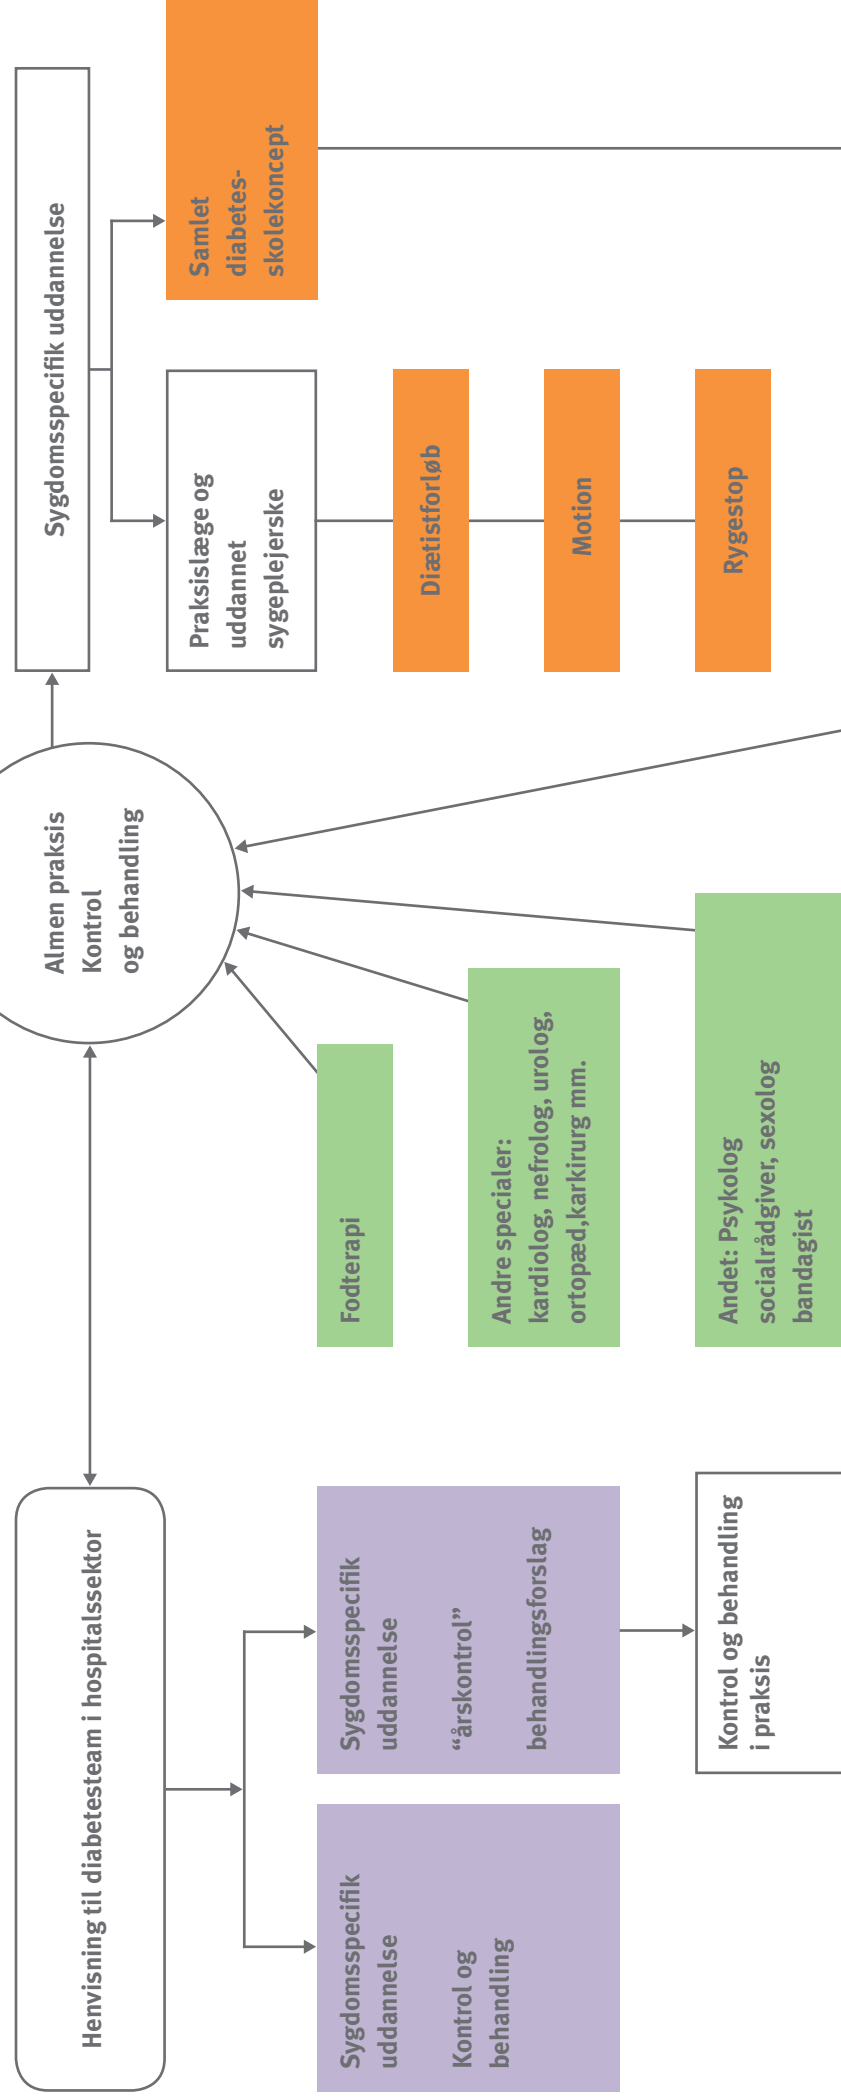 Henvisning til diabetesteam i hospitalssektor
Sygdomsspecifik
uddannelse
Kontrol og
behandling
Sygdomsspecifik
uddannelse
“årskontrol”
behandlingsforslag
Kontrol og behandling
i praksis
Almen praksis
Kontrol
og behandling
Fodterapi
Andre specialer:
kardiolog, nefrolog, urolog,
ortopæd,karkirurg mm.
Andet: Psykolog
socialrådgiver, sexolog
bandagist
Sygdomsspecifik uddannelse
Praksislæge og
uddannet
sygeplejerske
Diætistforløb
Motion
Rygestop
Samlet
diabetes-
skolekoncept